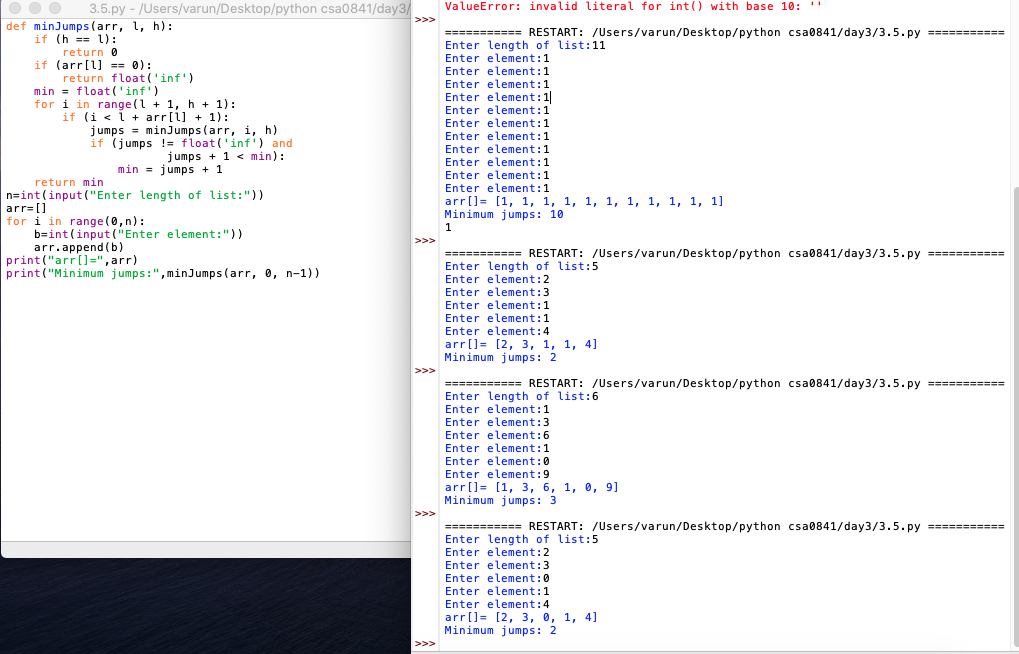 3.5.py - /Users/varun/Desktop/python csa0841/day3/
def minJumps(arr, l, h):
    if (h == l):
        return 0
    if (arr[l] == 0):
        return float('inf')
    min = float('inf')
    for i in range(l + 1, h + 1):
        if (i < l + arr[l] + 1):
            jumps = minJumps(arr, i, h)
            if (jumps != float('inf') and
                       jumps + 1 < min):
                min = jumps + 1
    return min
n=int(input("Enter length of list:"))
arr=[]
for i in range(0,n):
    b=int(input("Enter element:"))
    arr.append(b)
print("arr[]=",arr)
print("Minimum jumps:",minJumps(arr, 0, n-1))
ValueError: invalid literal for int() with base 10: ''
>>>
=========== RESTART: /Users/varun/Desktop/python csa0841/day3/3.5.py ===========
Enter length of list:11
Enter element:1
Enter element:1
Enter element:1
Enter element:1
Enter element:1
Enter element:1
Enter element:1
Enter element:1
Enter element:1
Enter element:1
Enter element:1
arr[]= [1, 1, 1, 1, 1, 1, 1, 1, 1, 1, 1]
Minimum jumps: 10
1
>>>
=========== RESTART: /Users/varun/Desktop/python csa0841/day3/3.5.py ===========
Enter length of list:5
Enter element:2
Enter element:3
Enter element:1
Enter element:1
Enter element:4
arr[]= [2, 3, 1, 1, 4]
Minimum jumps: 2
>>>
=========== RESTART: /Users/varun/Desktop/python csa0841/day3/3.5.py ===========
Enter length of list:6
Enter element:1
Enter element:3
Enter element:6
Enter element:1
Enter element:0
Enter element:9
arr[]= [1, 3, 6, 1, 0, 9]
Minimum jumps: 3
>>>
=========== RESTART: /Users/varun/Desktop/python csa0841/day3/3.5.py ===========
Enter length of list:5
Enter element:2
Enter element:3
Enter element:0
Enter element:1
Enter element:4
arr[]= [2, 3, 0, 1, 4]
Minimum jumps: 2
>>>